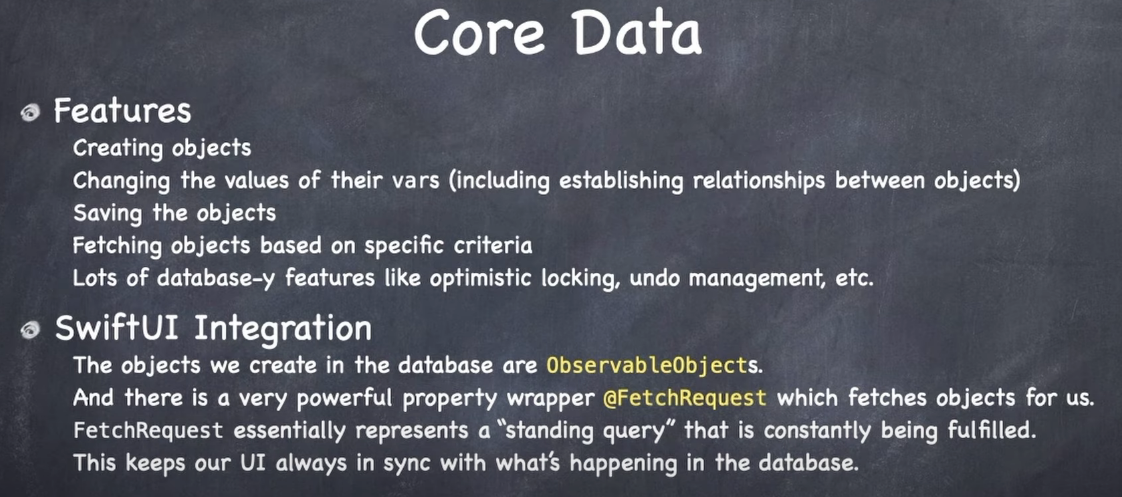 Core Data
Features
Creating objects
Changing the values of their vars (including establishing relationships between objects)
Saving the objects
Fetching objects based on specific criteria
Lots of database-y features like optimistic locking, undo management, etc.
SwiftUI Integration
The objects we create in the database are ObservableObjects.
And there is a very powerful property wrapper @FetchRequest which fetches objects for us.
FetchRequest essentially represents a “standing query” that is constantly being fulfilled.
This keeps our UI always in sync with what’s happening in the database.